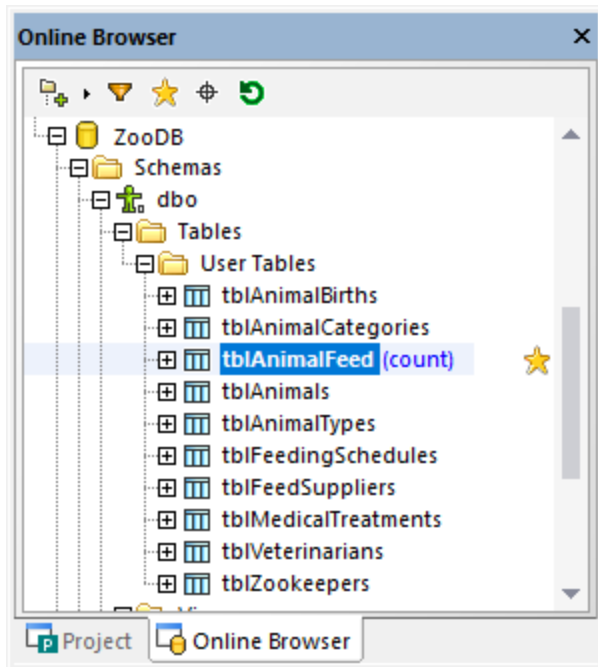 Online Browser
ZooDB
Schemas
dbo
Tables
User Tables
tblAnimalBirths
tblAnimalCategories
tblAnimalFeed (count)
tblAnimals
tblAnimalTypes
tblFeedingSchedules
tblFeedSuppliers
tblMedicalTreatments
tblVeterinarians
tblZookeepers
Project Online Browser